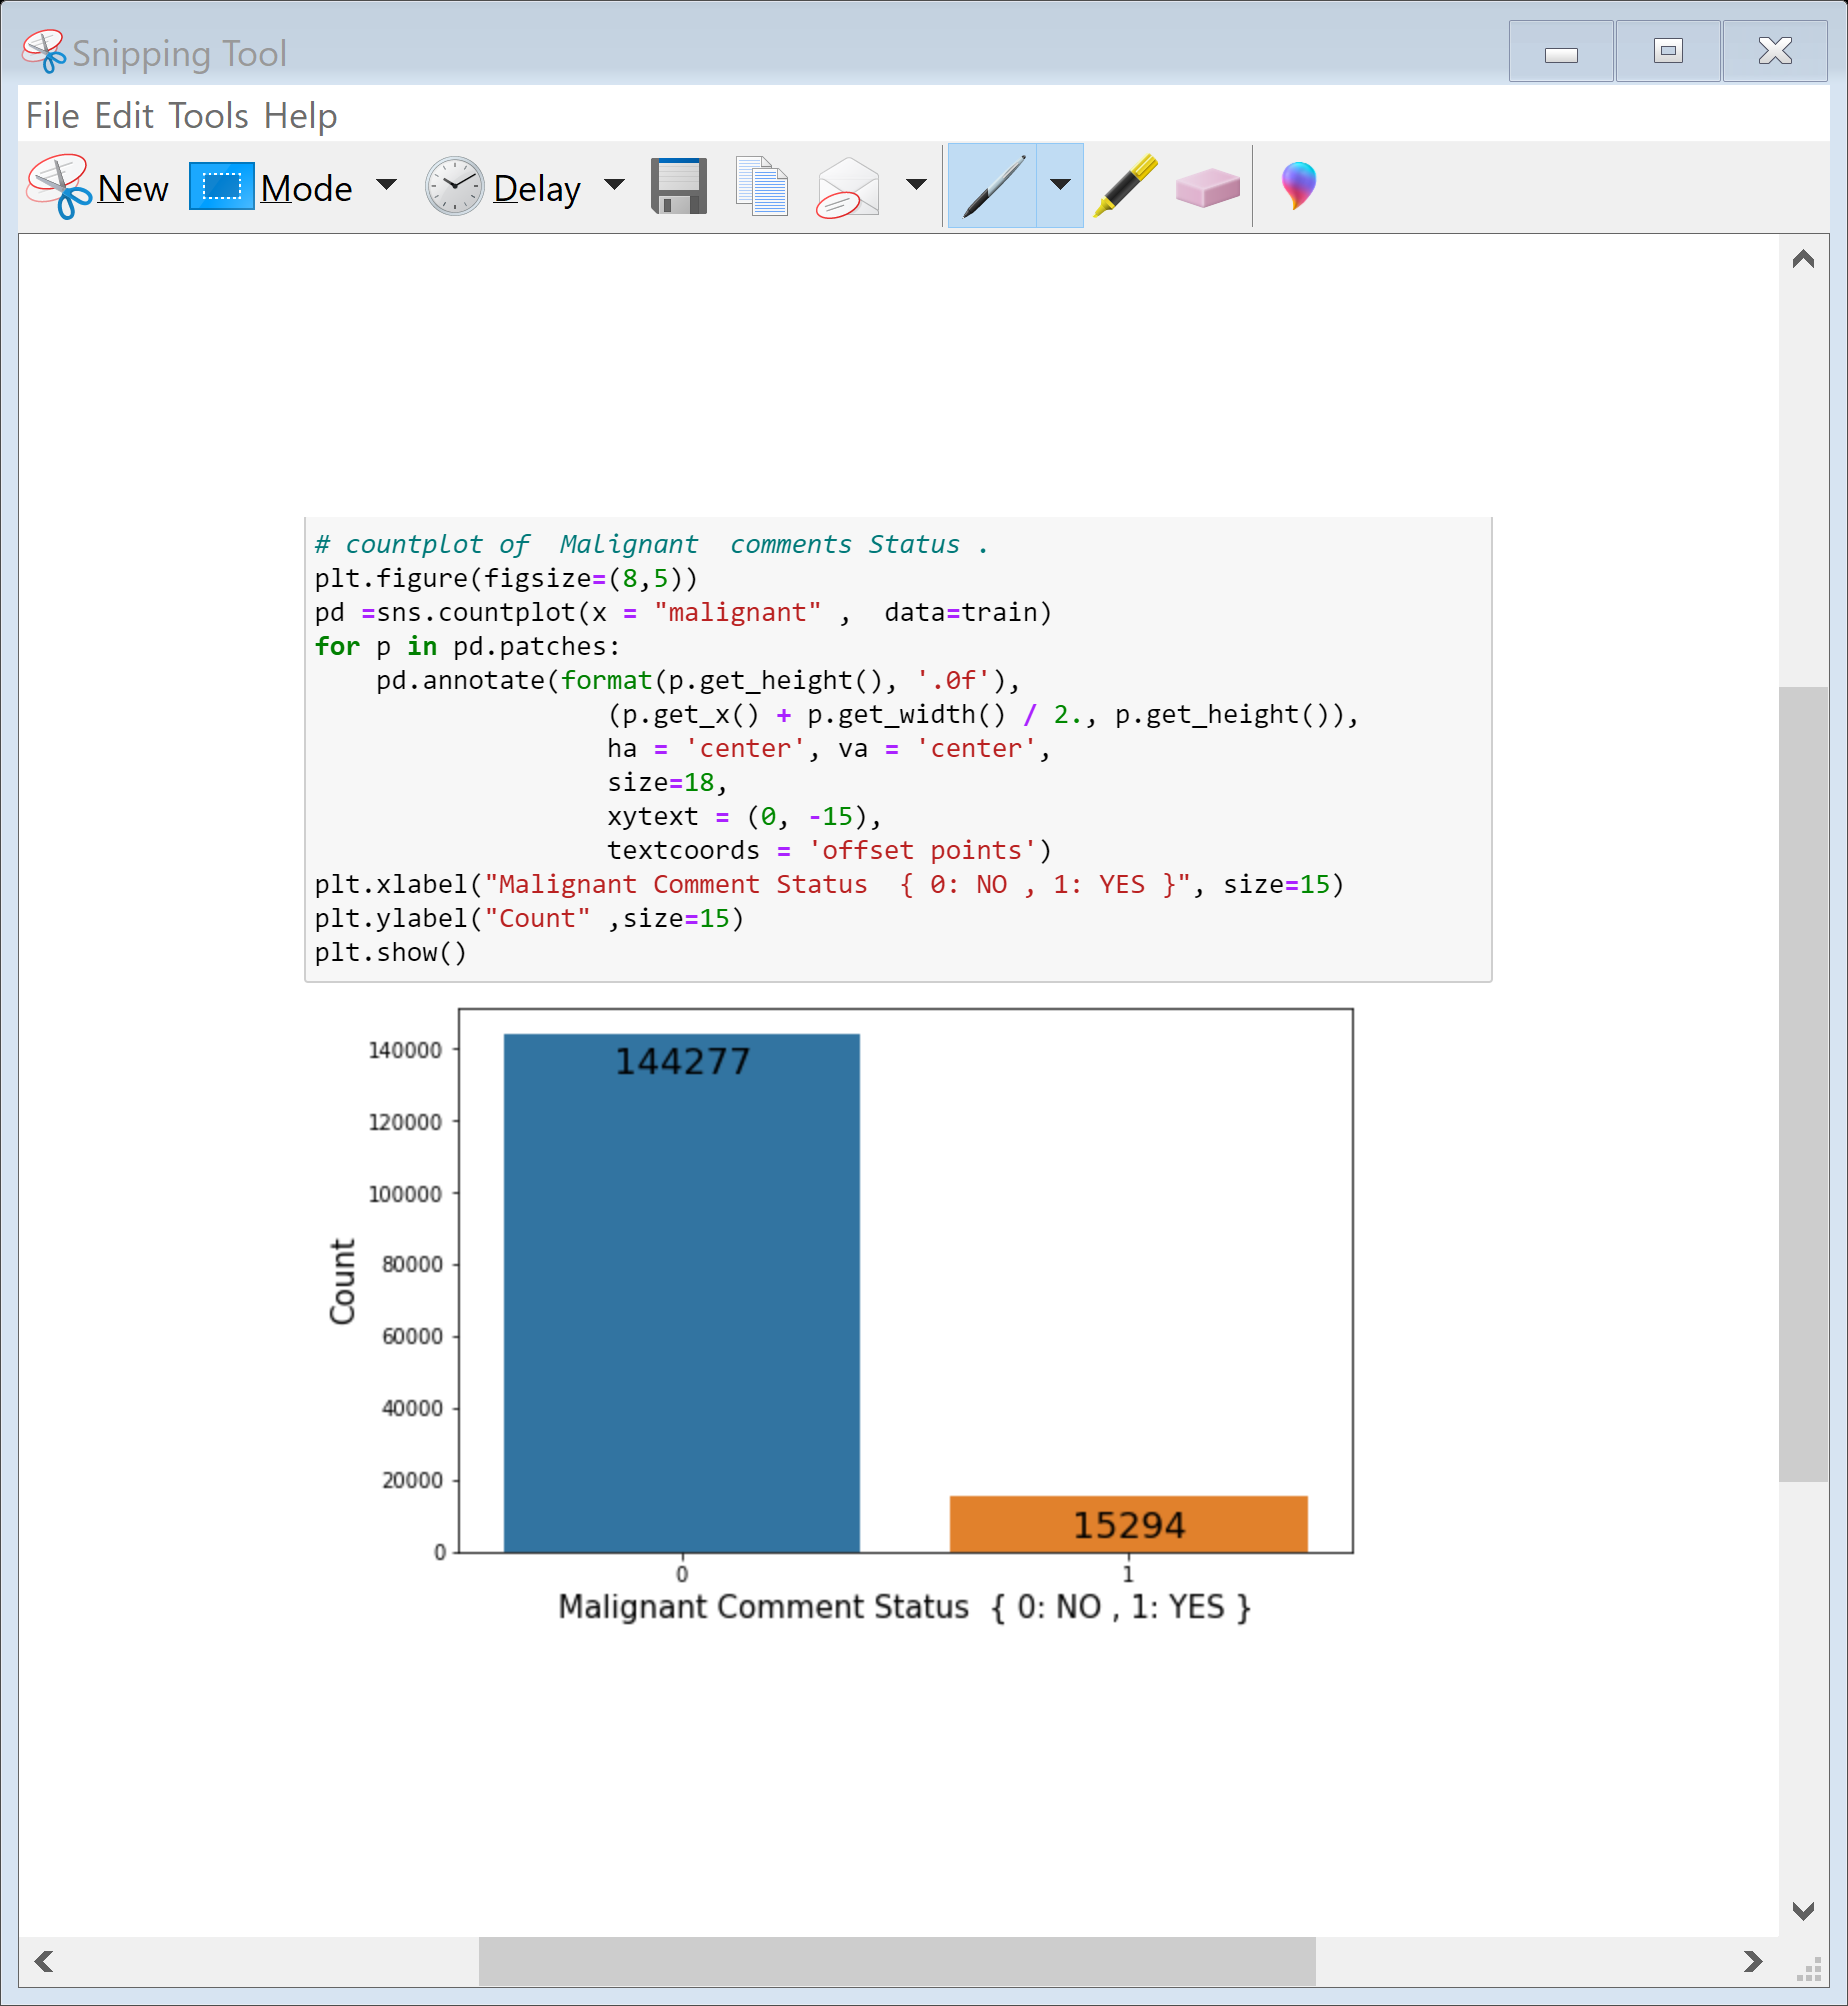 Snipping Tool
File Edit Tools Help
New Mode Delay
# countplot of  Malignant  comments Status .
plt.figure(figsize=(8,5))
pd =sns.countplot(x = "malignant" ,  data=train)
for p in pd.patches:
    pd.annotate(format(p.get_height(), '.0f'),
                   (p.get_x() + p.get_width() / 2., p.get_height()),
                   ha = 'center', va = 'center',
                   size=18,
                   xytext = (0, -15),
                   textcoords = 'offset points')
plt.xlabel("Malignant Comment Status  { 0: NO , 1: YES }", size=15)
plt.ylabel("Count" ,size=15)
plt.show()
140000
120000
100000
80000
60000
40000
20000
0
Count
144277
15294
0 1
Malignant Comment Status  { 0: NO , 1: YES }